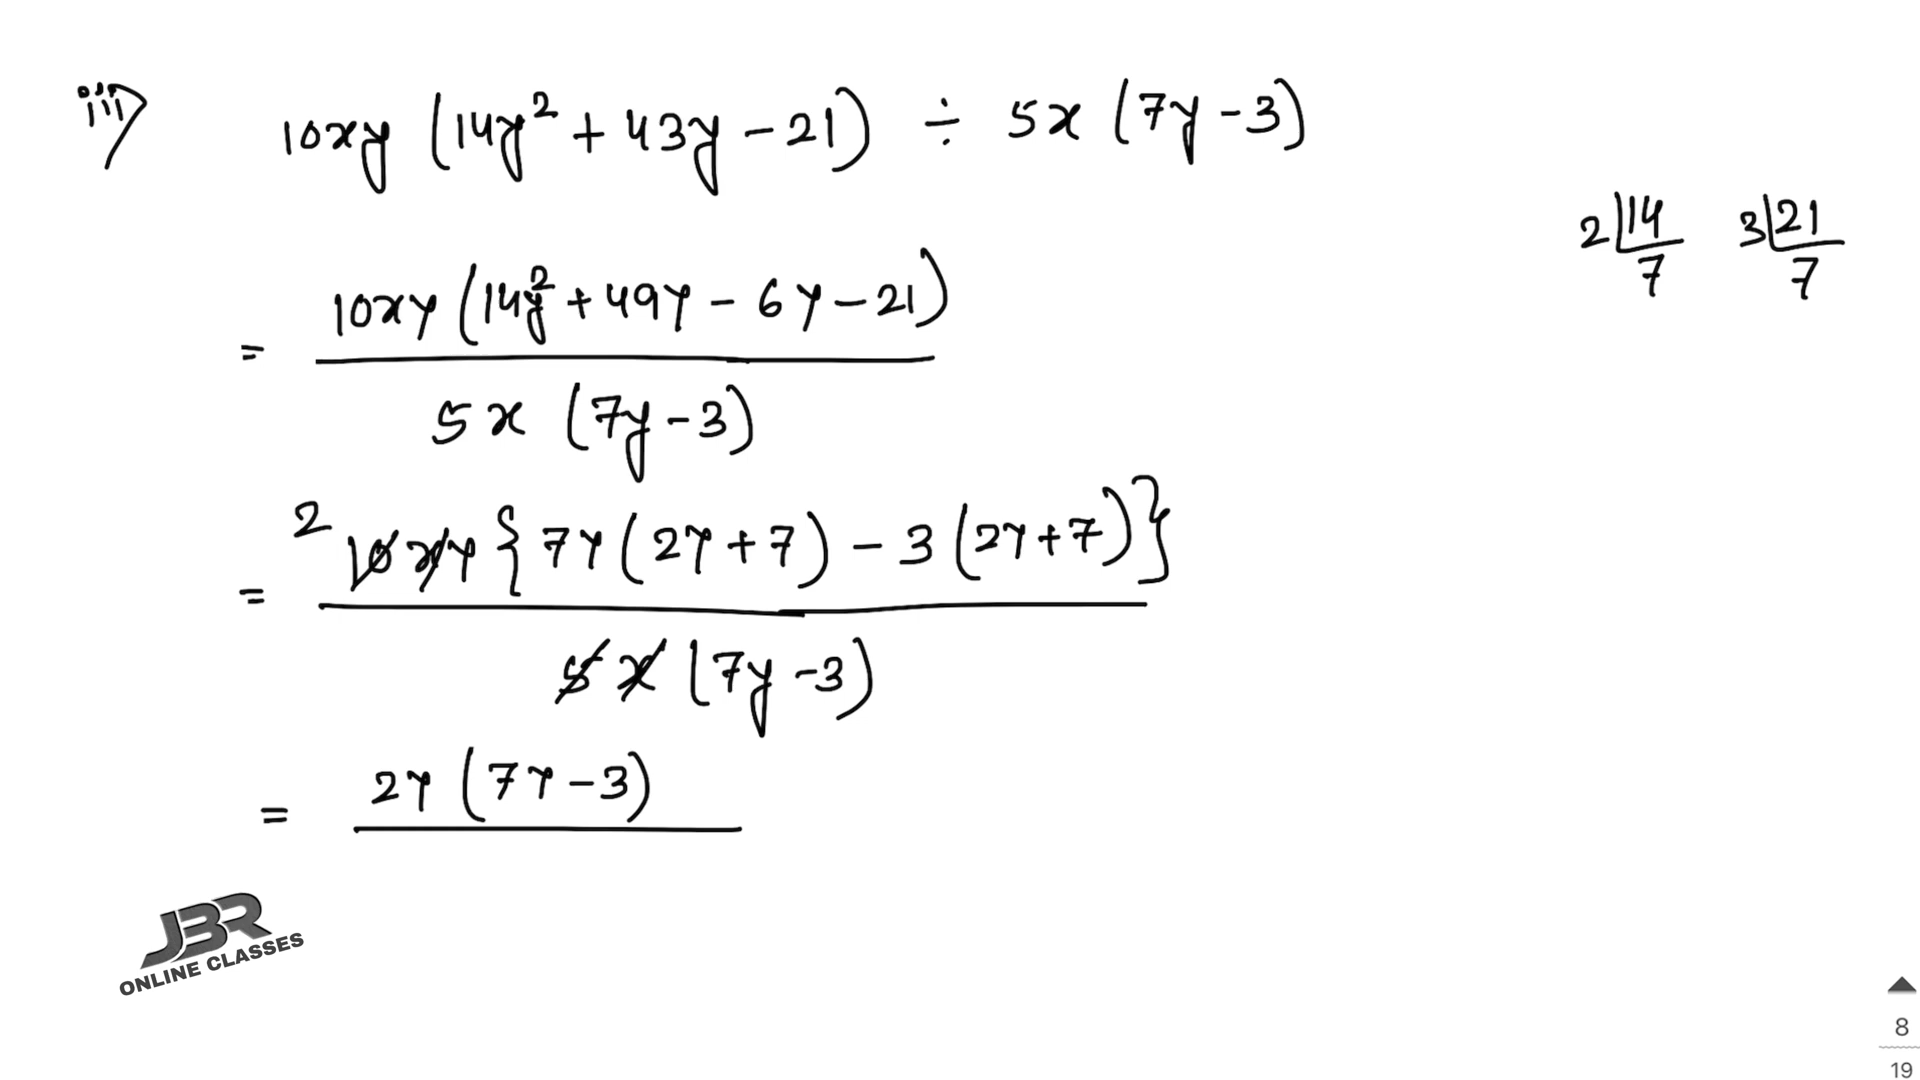 iii) 10xy (14y² + 43y - 21) ÷ 5x (7y - 3)
2|14 3|21
7 7
= 10xy (14y² + 49y - 6y - 21)
5x (7y - 3)
= 2 10xy {7y (2y + 7) - 3 (2y + 7)}
5x (7y - 3)
= 2y (7y - 3)
JBR
ONLINE CLASSES
8
19